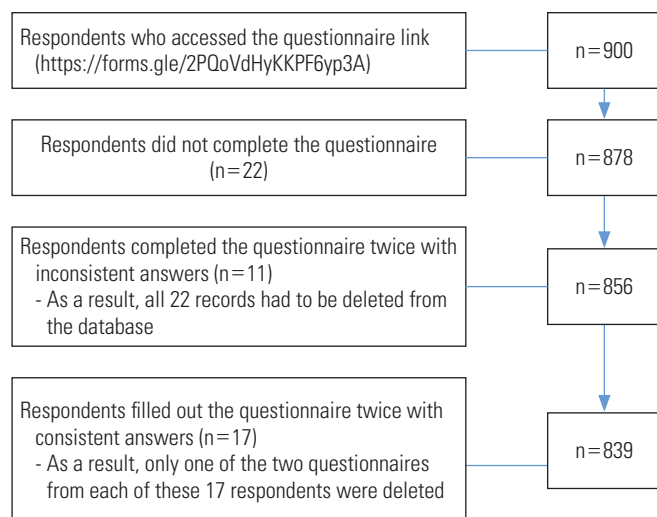 Respondents who accessed the questionnaire link
(https://forms.gle/2PQoVdHyKKPF6yp3A)
n=900
Respondents did not complete the questionnaire
(n=22)
n=878
Respondents completed the questionnaire twice with
inconsistent answers (n=11)
- As a result, all 22 records had to be deleted from
the database
n=856
Respondents filled out the questionnaire twice with
consistent answers (n=17)
- As a result, only one of the two questionnaires
from each of these 17 respondents were deleted
n=839